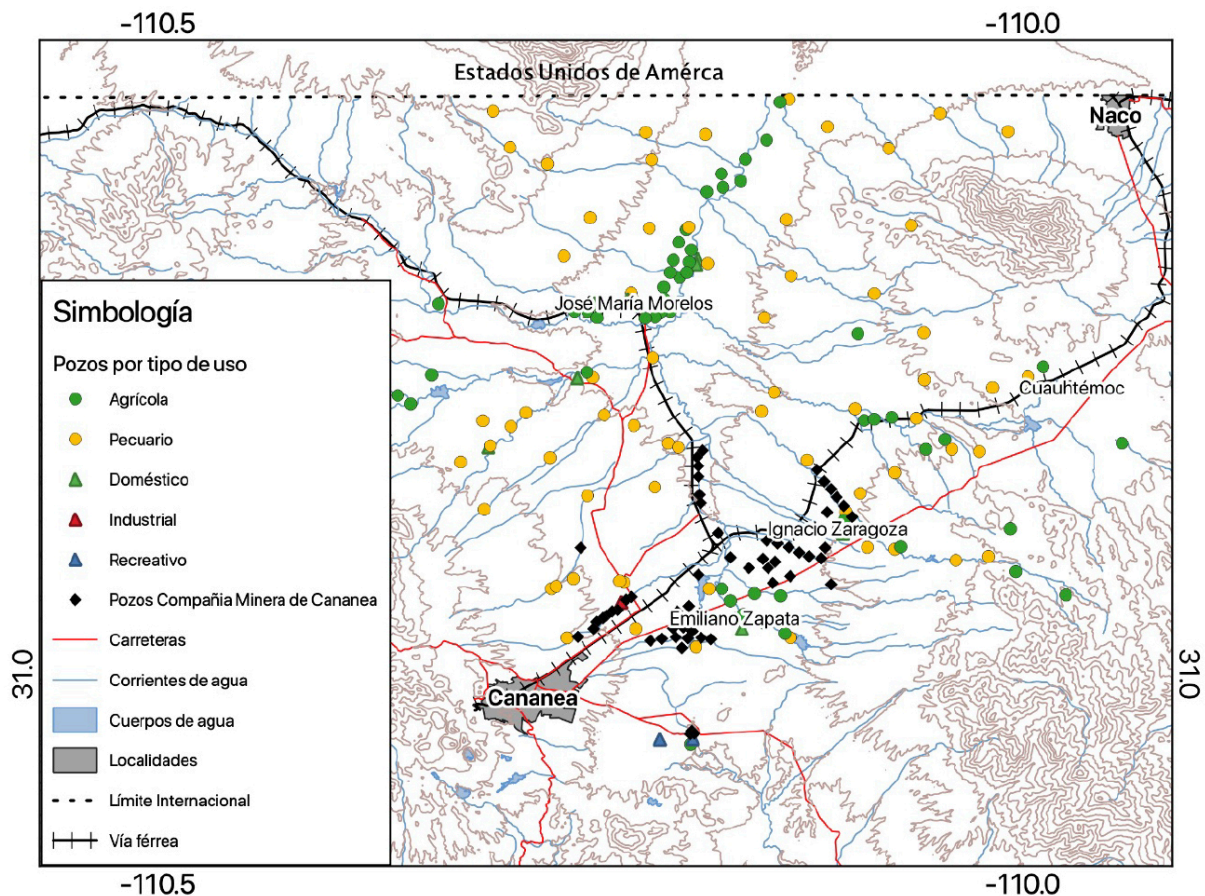 -110.5
-110.0
Estados Unidos de Amérca
Naco
José María Morelos
Cuauhtémoc
Ignacio Zaragoza
Emiliano Zapata
Cananea
31.0
31.0
Simbología
Pozos por tipo de uso
Agrícola
Pecuario
Doméstico
Industrial
Recreativo
Pozos Compañia Minera de Cananea
Carreteras
Corrientes de agua
Cuerpos de agua
Localidades
Límite Internacional
Vía férrea
-110.5
-110.0